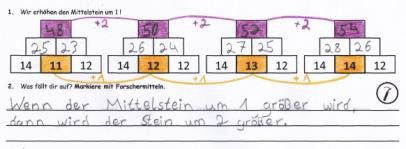 1. Wir erhöhen den Mittelstein um 1!
+2 +2 +2
48 50 52 54
25 23 26 24 27 25 28 26
14 11 12 14 12 12 14 13 12 14 14 12
+1 +1 +1
2. Was fällt dir auf? Markiere mit Forschermitteln.
Wenn der Mittelstein um 1 größer wird,
dann wird der Stein um 2 größer.